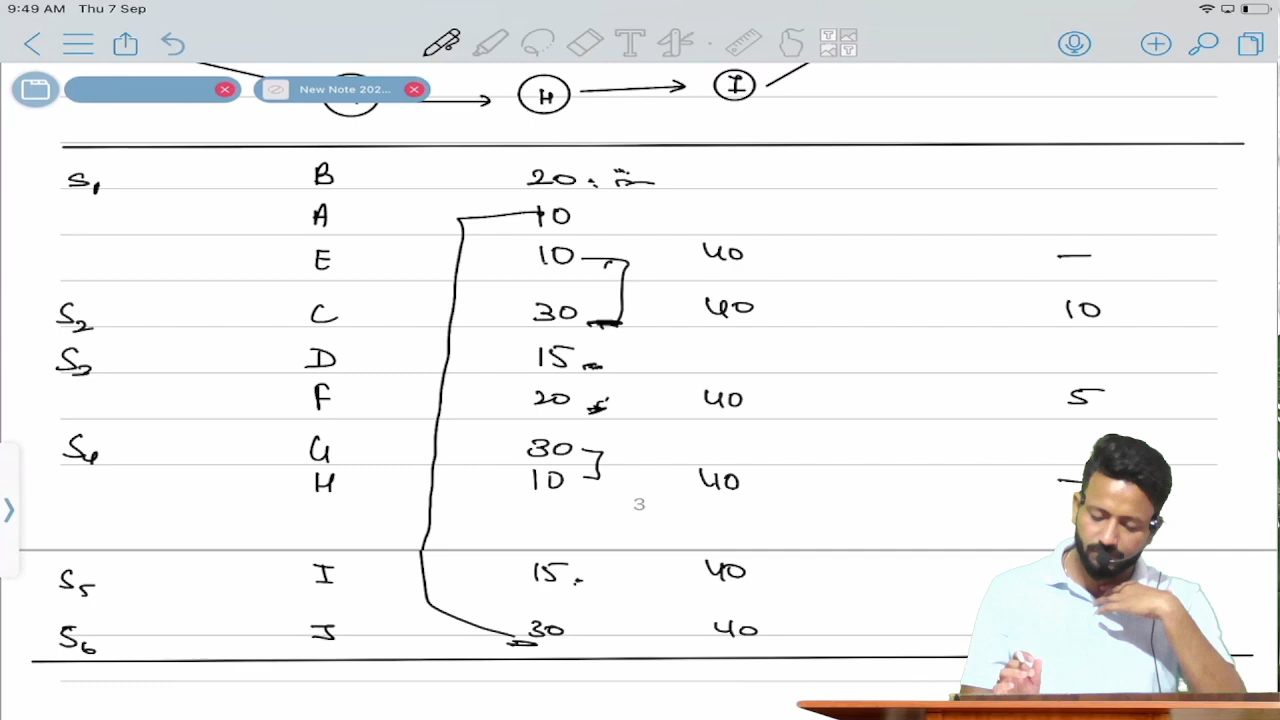 9:49 AM Thu 7 Sep
New Note 202...
H I
S1 B 20
A 10
E 10 40 —
S2 C 30 40 10
S3 D 15
F 20 40 5
S4 G 30
H 10 40 —
3
S5 I 15 40
S6 J 30 40